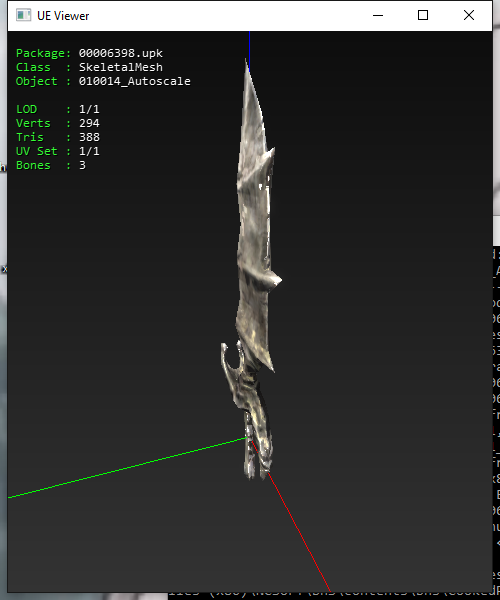 UE Viewer
Package: 00006398.upk
Class  : SkeletalMesh
Object : 010014_Autoscale
LOD    : 1/1
Verts  : 294
Tris   : 388
UV Set : 1/1
Bones  : 3